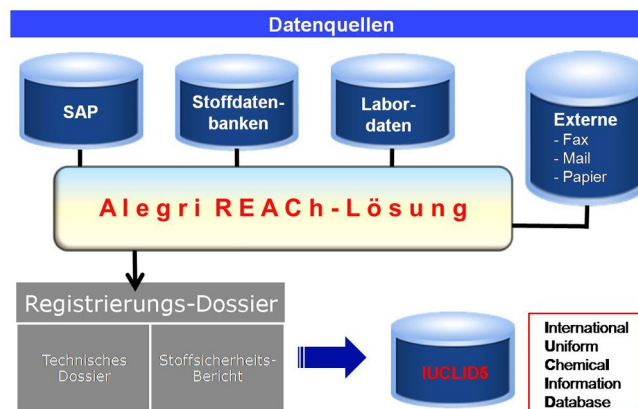 Datenquellen
SAP
Stoffdaten-
banken
Labor-
daten
Externe
- Fax
- Mail
- Papier
Alegri REACh-Lösung
Registrierungs-Dossier
Technisches
Dossier
Stoffsicherheits-
Bericht
IUCLID5
International
Uniform
Chemical
Information
Database